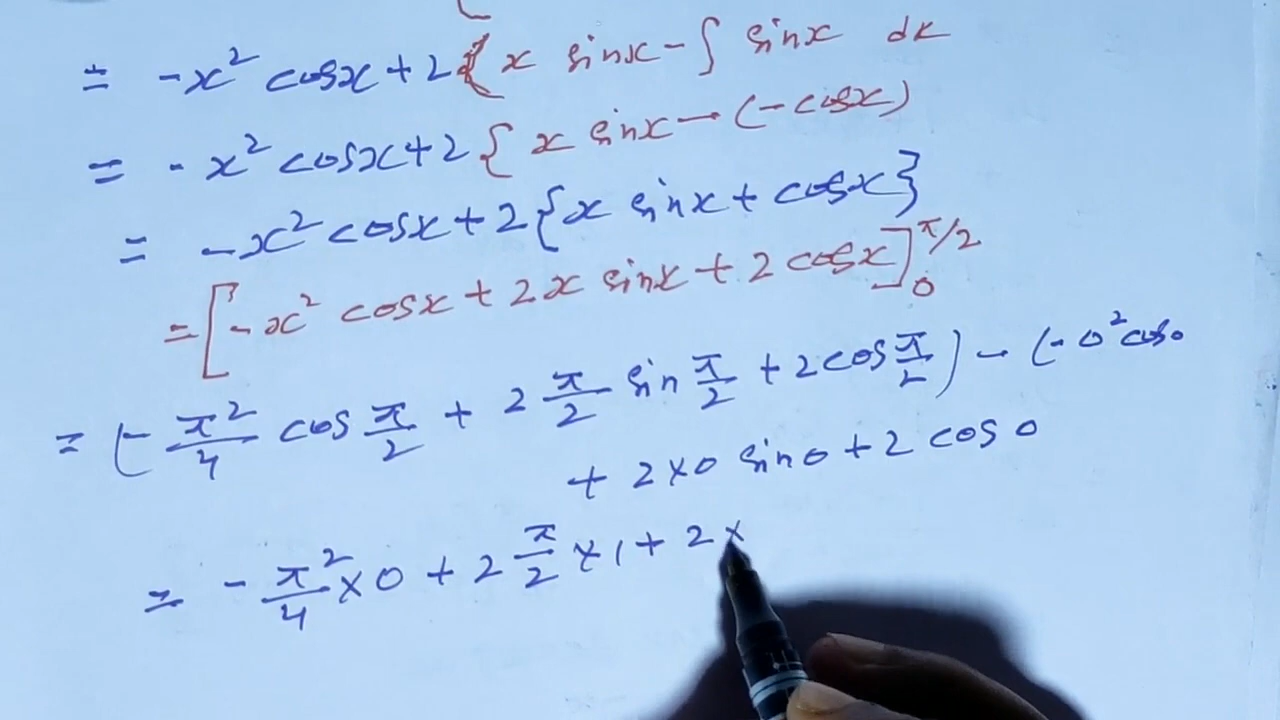 = -x² cosx + 2{ x sinx - ∫ sinx dx
= -x² cosx + 2{ x sinx - (-cosx)
= -x² cosx + 2{x sinx + cosx}
= [-x² cosx + 2x sinx + 2 cosx]₀^π/2
= (-π²/4 cos π/2 + 2 π/2 sin π/2 + 2 cos π/2) - (-0² cos0
+ 2×0 sin0 + 2 cos 0
= -π²/4 ×0 + 2 π/2 ×1 + 2×